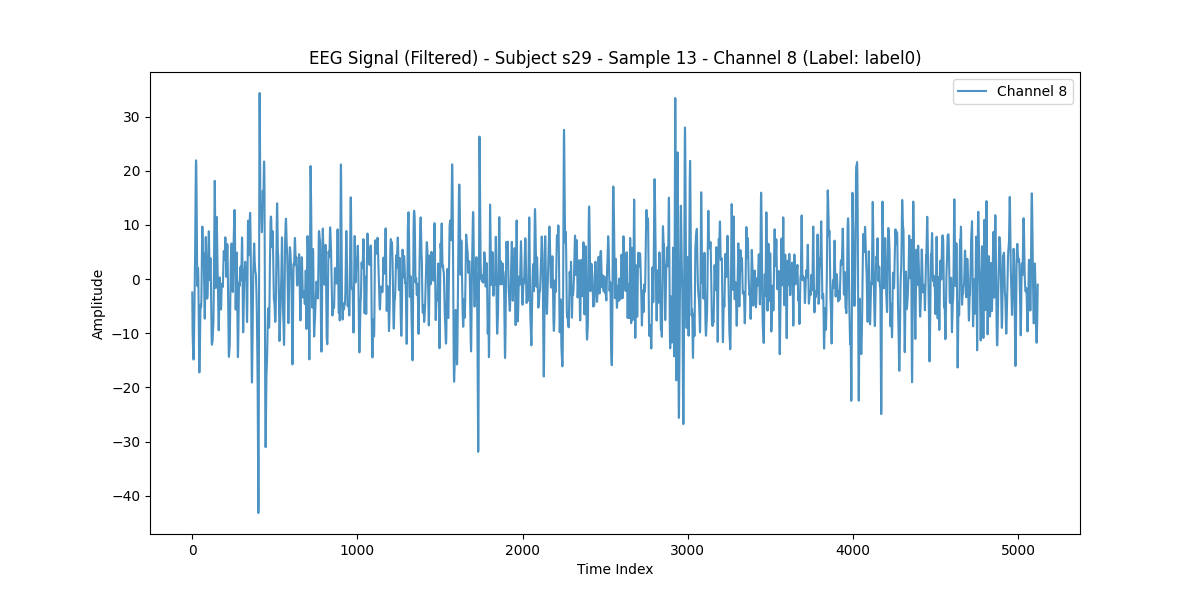 EEG Signal (Filtered) - Subject s29 - Sample 13 - Channel 8 (Label: label0)
Channel 8
Amplitude
30
20
10
0
−10
−20
−30
−40
0 1000 2000 3000 4000 5000
Time Index